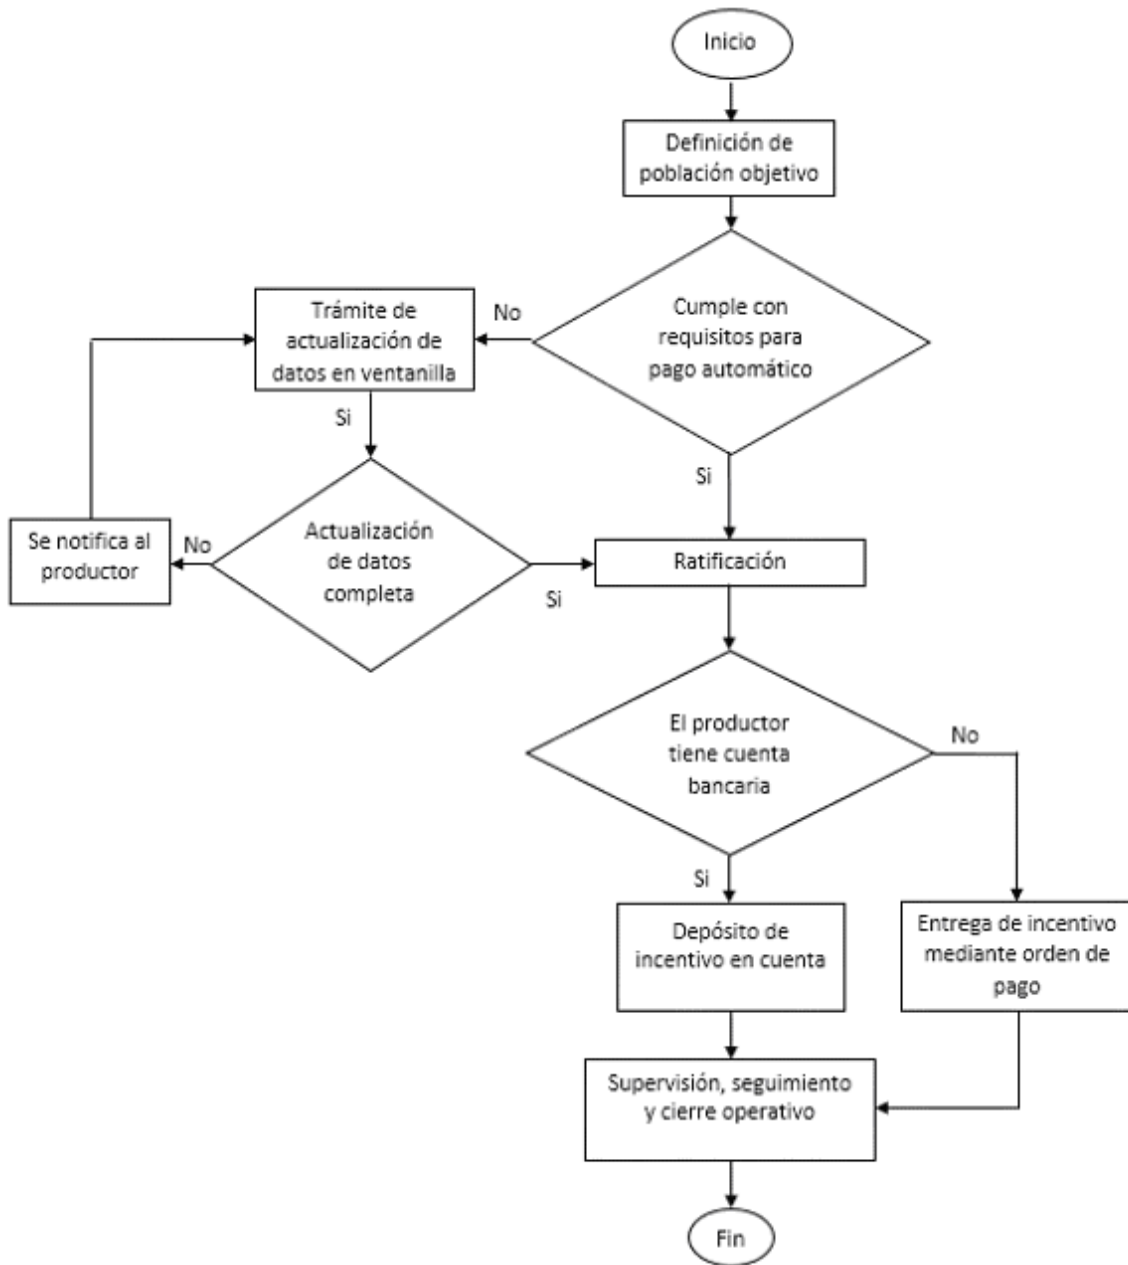 Inicio
Definición de
población objetivo
Cumple con
requisitos para
pago automático
No
Trámite de
actualización de
datos en ventanilla
Si
Si
Actualización
de datos
completa
No
Se notifica al
productor
Si
Ratificación
El productor
tiene cuenta
bancaria
No
Si
Depósito de
incentivo en cuenta
Entrega de incentivo
mediante orden de
pago
Supervisión, seguimiento
y cierre operativo
Fin